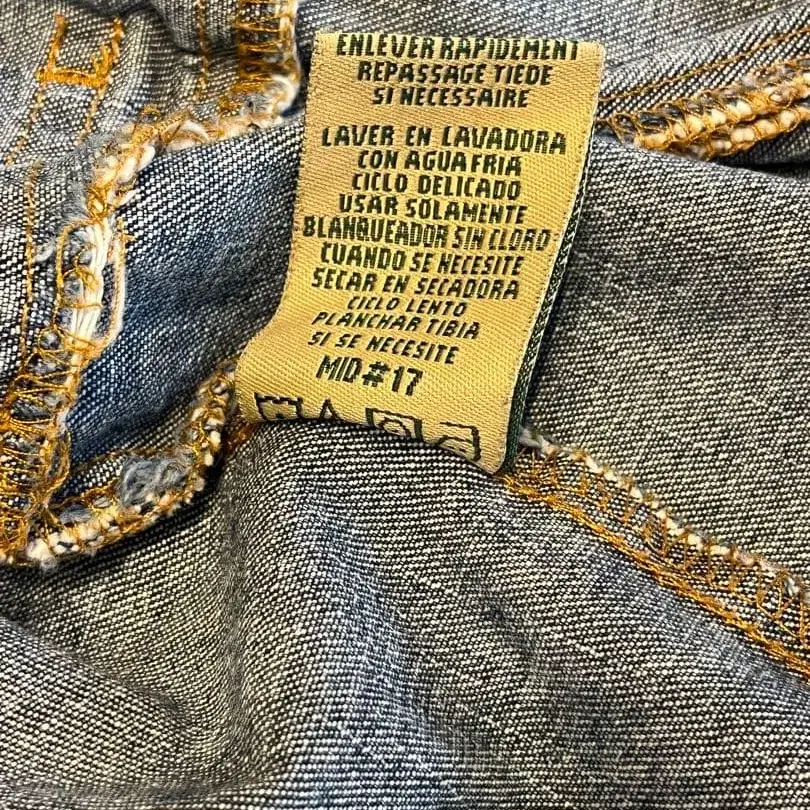 ENLEVER RAPIDEMENT
REPASSAGE TIEDE
SI NECESSAIRE
LAVER EN LAVADORA
CON AGUA FRIA
CICLO DELICADO
USAR SOLAMENTE
BLANQUEADOR SIN CLORO
CUANDO SE NECESITE
SECAR EN SECADORA
CICLO LENTO
PLANCHAR TIBIA
SI SE NECESITE
MID#17